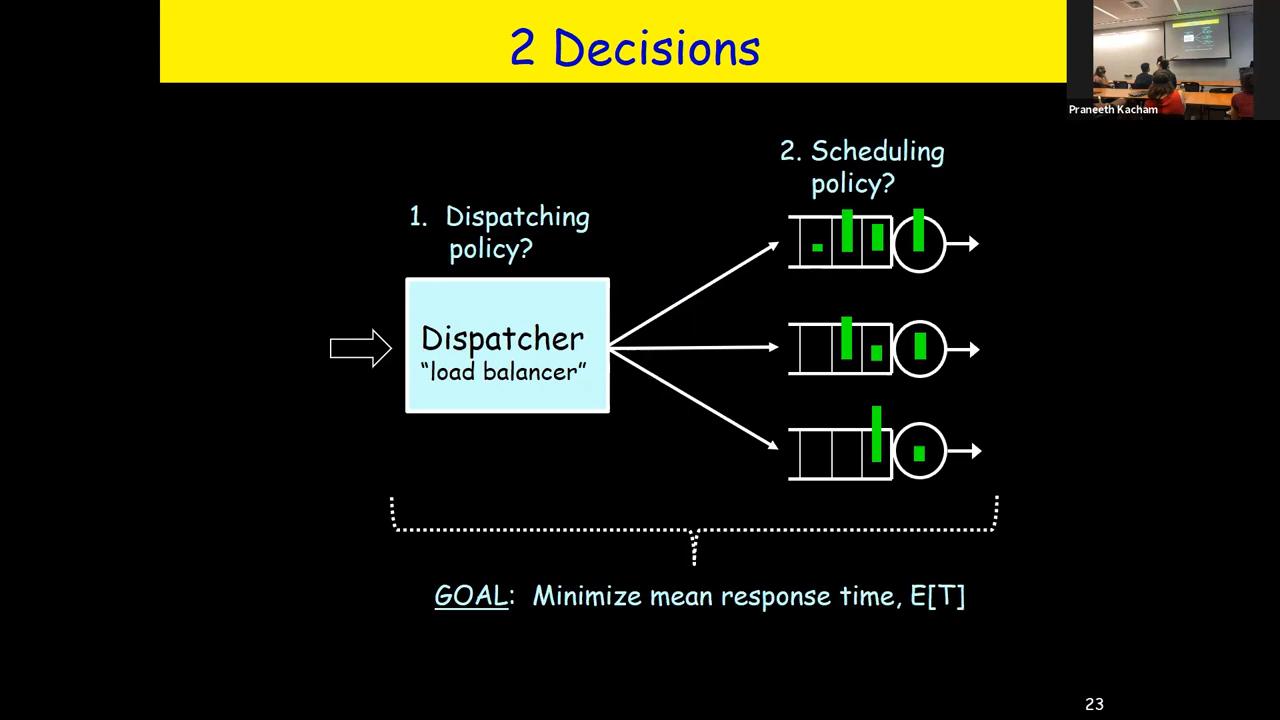 2 Decisions
Praneeth Kacham
2. Scheduling
policy?
1. Dispatching
policy?
Dispatcher
“load balancer”
GOAL: Minimize mean response time, E[T]
23